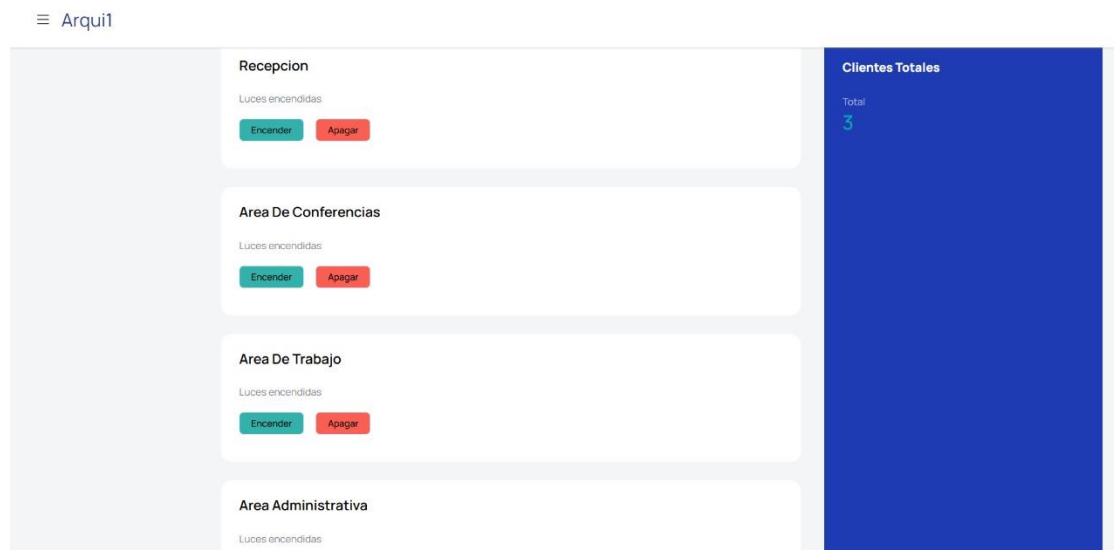 Arqui1
Recepcion
Luces encendidas
Encender Apagar
Area De Conferencias
Luces encendidas
Encender Apagar
Area De Trabajo
Luces encendidas
Encender Apagar
Area Administrativa
Luces encendidas
Clientes Totales
Total
3